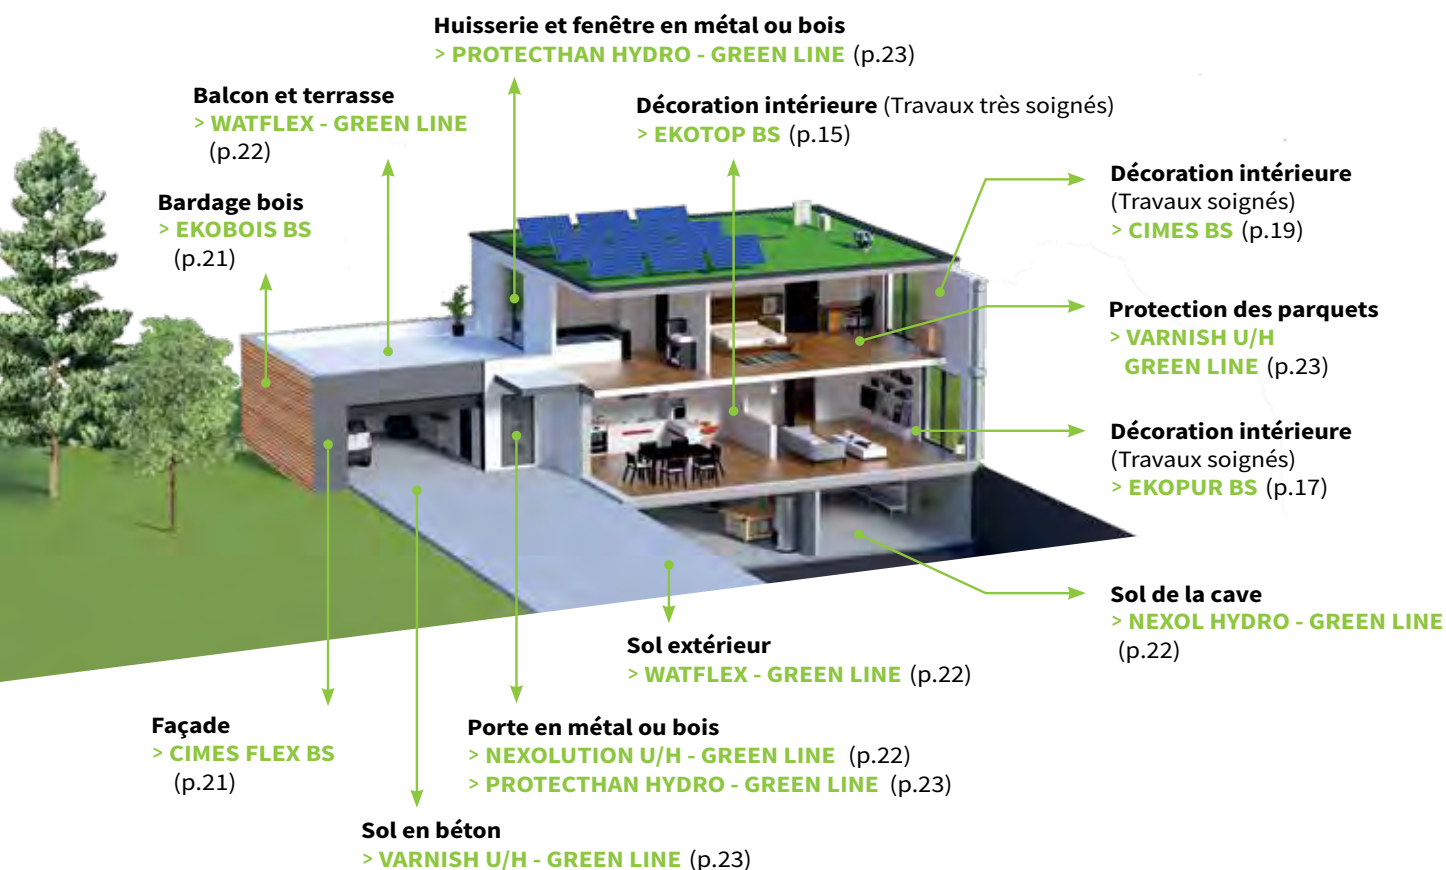 Huisserie et fenêtre en métal ou bois
> PROTECTHAN HYDRO - GREEN LINE (p.23)
Balcon et terrasse
> WATFLEX - GREEN LINE
(p.22)
Décoration intérieure (Travaux très soignés)
> EKOTOP BS (p.15)
Bardage bois
> EKOBOIS BS
(p.21)
Décoration intérieure
(Travaux soignés)
> CIMES BS (p.19)
Protection des parquets
> VARNISH U/H
GREEN LINE (p.23)
Décoration intérieure
(Travaux soignés)
> EKOPUR BS (p.17)
Sol de la cave
> NEXOL HYDRO - GREEN LINE
(p.22)
Sol extérieur
> WATFLEX - GREEN LINE (p.22)
Façade
> CIMES FLEX BS
(p.21)
Porte en métal ou bois
> NEXOLUTION U/H - GREEN LINE (p.22)
> PROTECTHAN HYDRO - GREEN LINE (p.23)
Sol en béton
> VARNISH U/H - GREEN LINE (p.23)